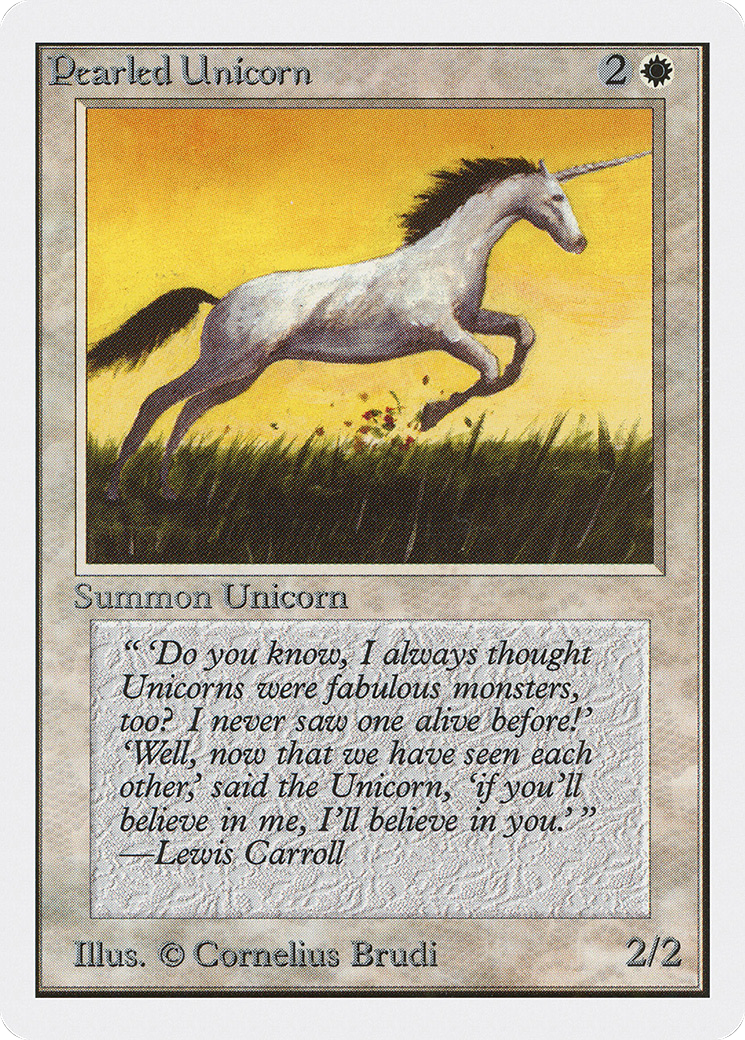 Pearled Unicorn 2
Summon Unicorn
“ ‘Do you know, I always thought
Unicorns were fabulous monsters,
too? I never saw one alive before!’
‘Well, now that we have seen each
other,’ said the Unicorn, ‘if you’ll
believe in me, I’ll believe in you.’ ”
—Lewis Carroll
Illus. © Cornelius Brudi 2/2